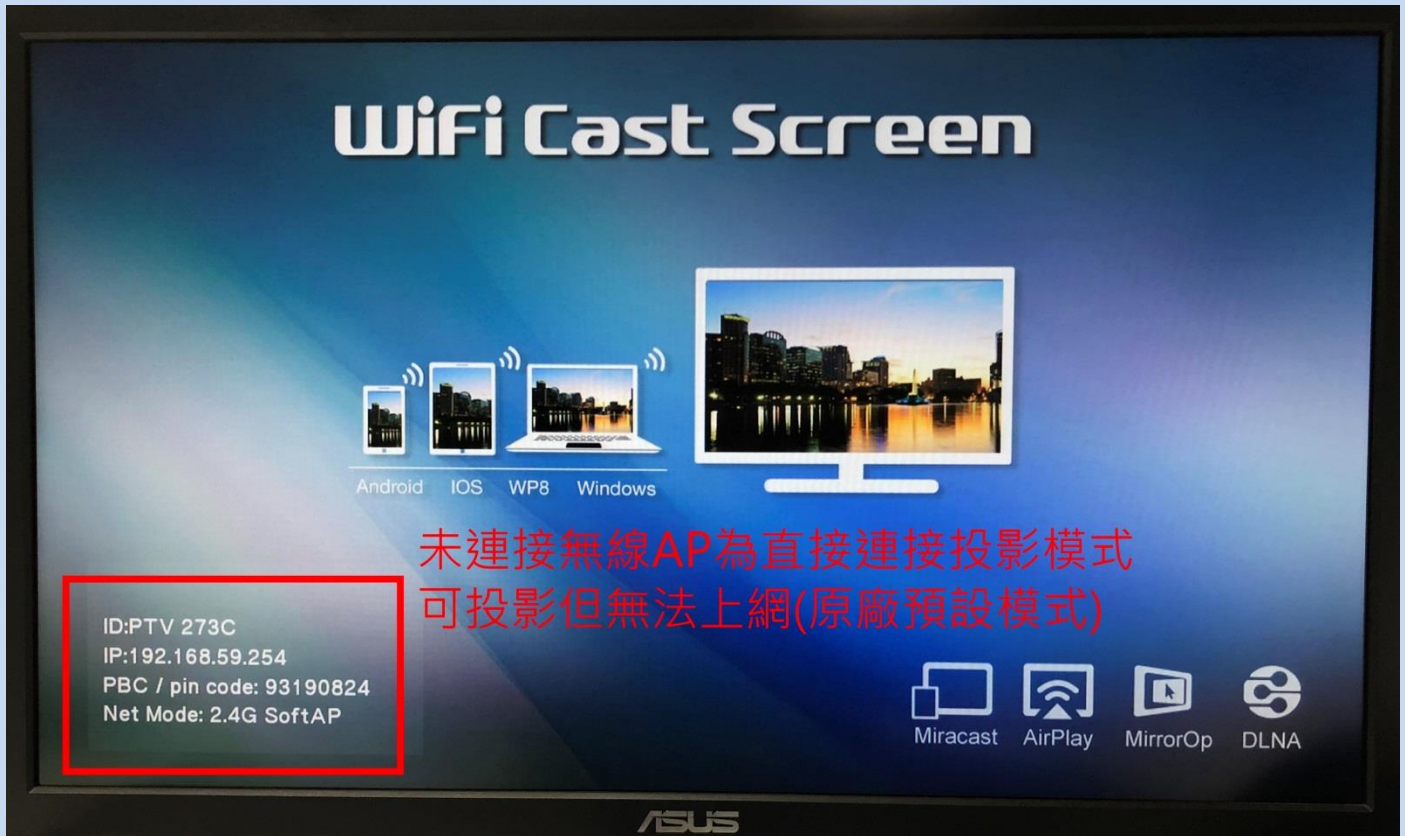 WiFi Cast Screen
Android IOS WP8 Windows
未連接無線AP為直接連接投影模式
可投影但無法上網(原廠預設模式)
ID:PTV 273C
IP:192.168.59.254
PBC / pin code: 93190824
Net Mode: 2.4G SoftAP
Miracast AirPlay MirrorOp DLNA
ASUS